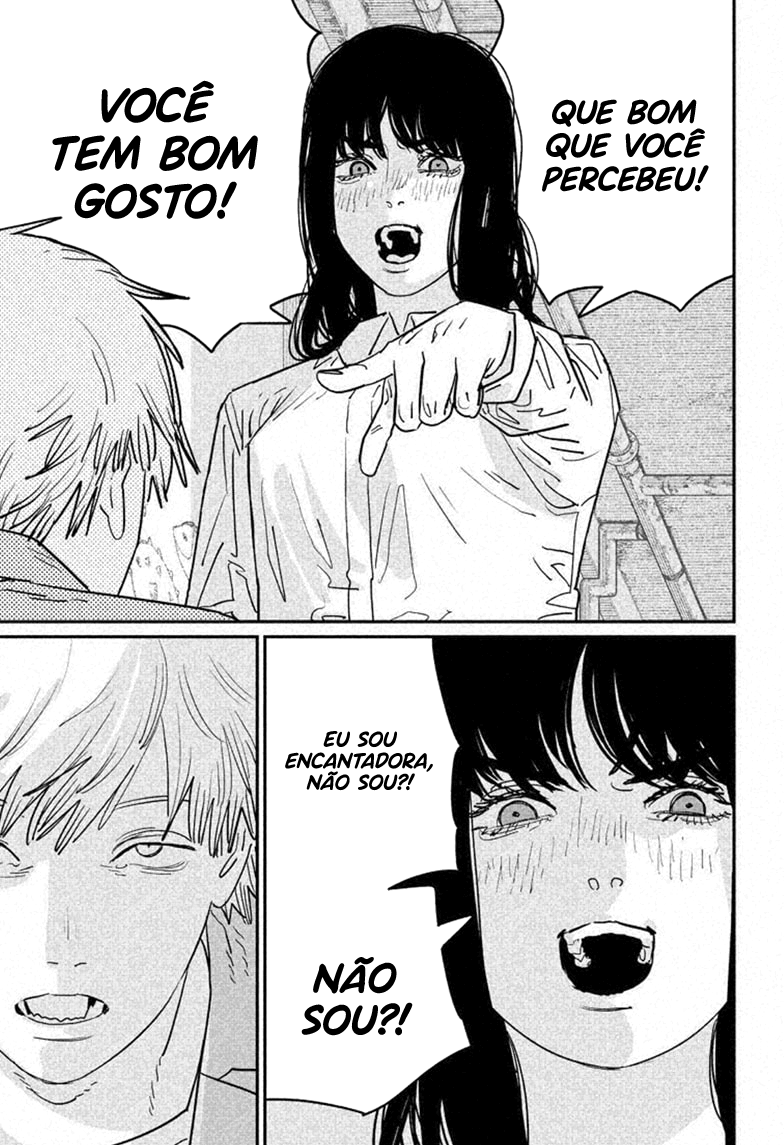 QUE BOM
QUE VOCÊ
PERCEBEU!
VOCÊ
TEM BOM
GOSTO!
EU SOU
ENCANTADORA,
NÃO SOU?!
NÃO
SOU?!